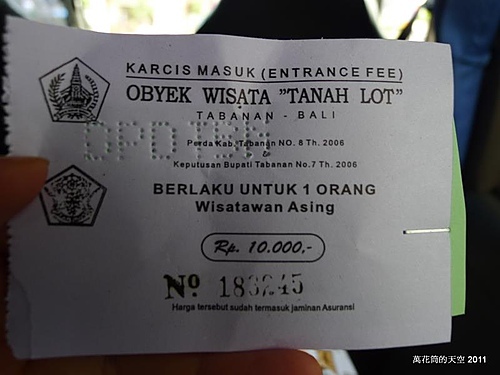 KARCIS MASUK (ENTRANCE FEE)
OBYEK WISATA "TANAH LOT"
TABANAN - BALI
Perda Kab. Tabanan NO. 8 Th. 2006
&
Keputusan Bupati Tabanan No.7 Th. 2006
BERLAKU UNTUK 1 ORANG
Wisatawan Asing
Rp. 10.000,-
Nº 183245
Harga tersebut sudah termasuk jaminan Asuransi
萬花筒的天空 2011